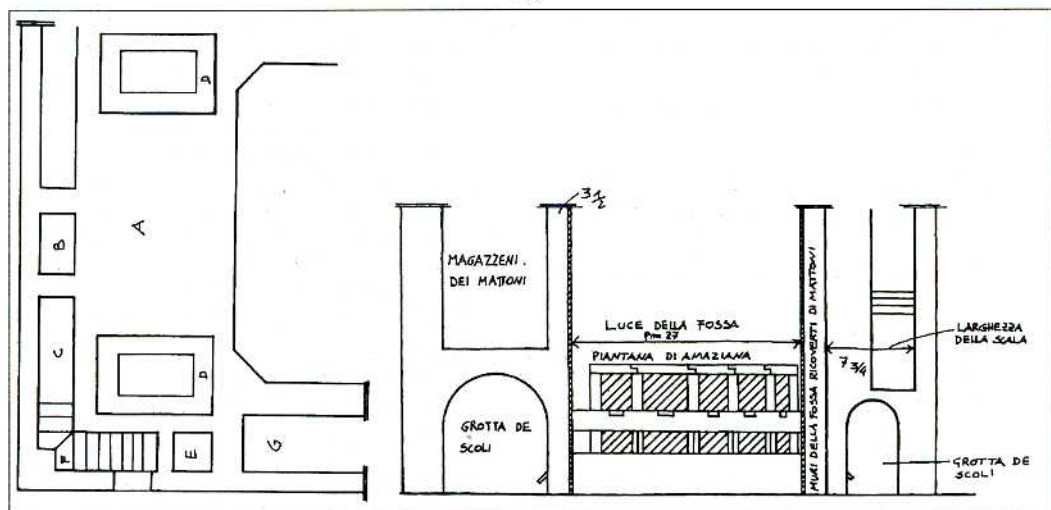 D
A
B
C
D
F
E
G
3 1/2
MAGAZZENI.
DEI MATTONI
LUCE DELLA FOSSA
Pmi 27
PIANTANA DI AMAZIANA
GROTTA DE
SCOLI
MURI DELLA FOSSA RICOVERTI DI MATTONI
LARGHEZZA
DELLA SCALA
7 3/4
GROTTA DE
SCOLI